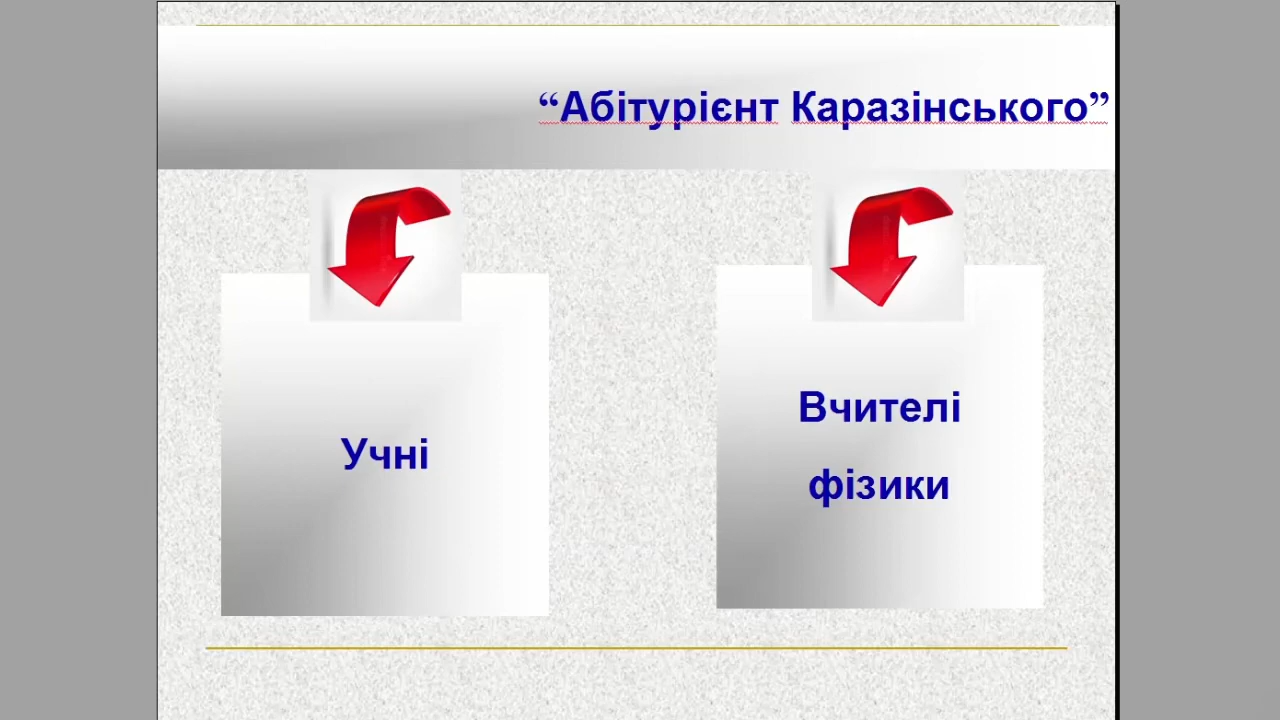 “Абітурієнт Каразінського”
Учні
Вчителі
фізики